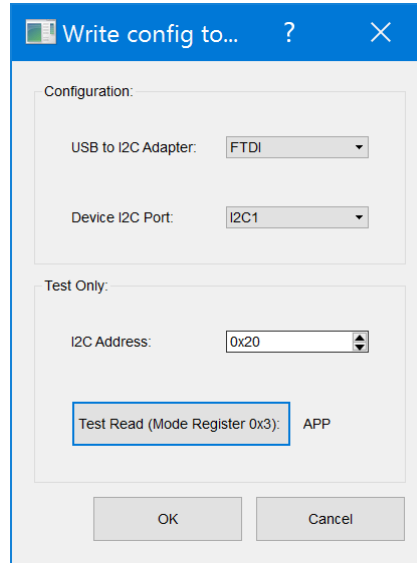 Write config to... ? ×
Configuration:
USB to I2C Adapter: FTDI
Device I2C Port: I2C1
Test Only:
I2C Address: 0x20
Test Read (Mode Register 0x3): APP
OK Cancel